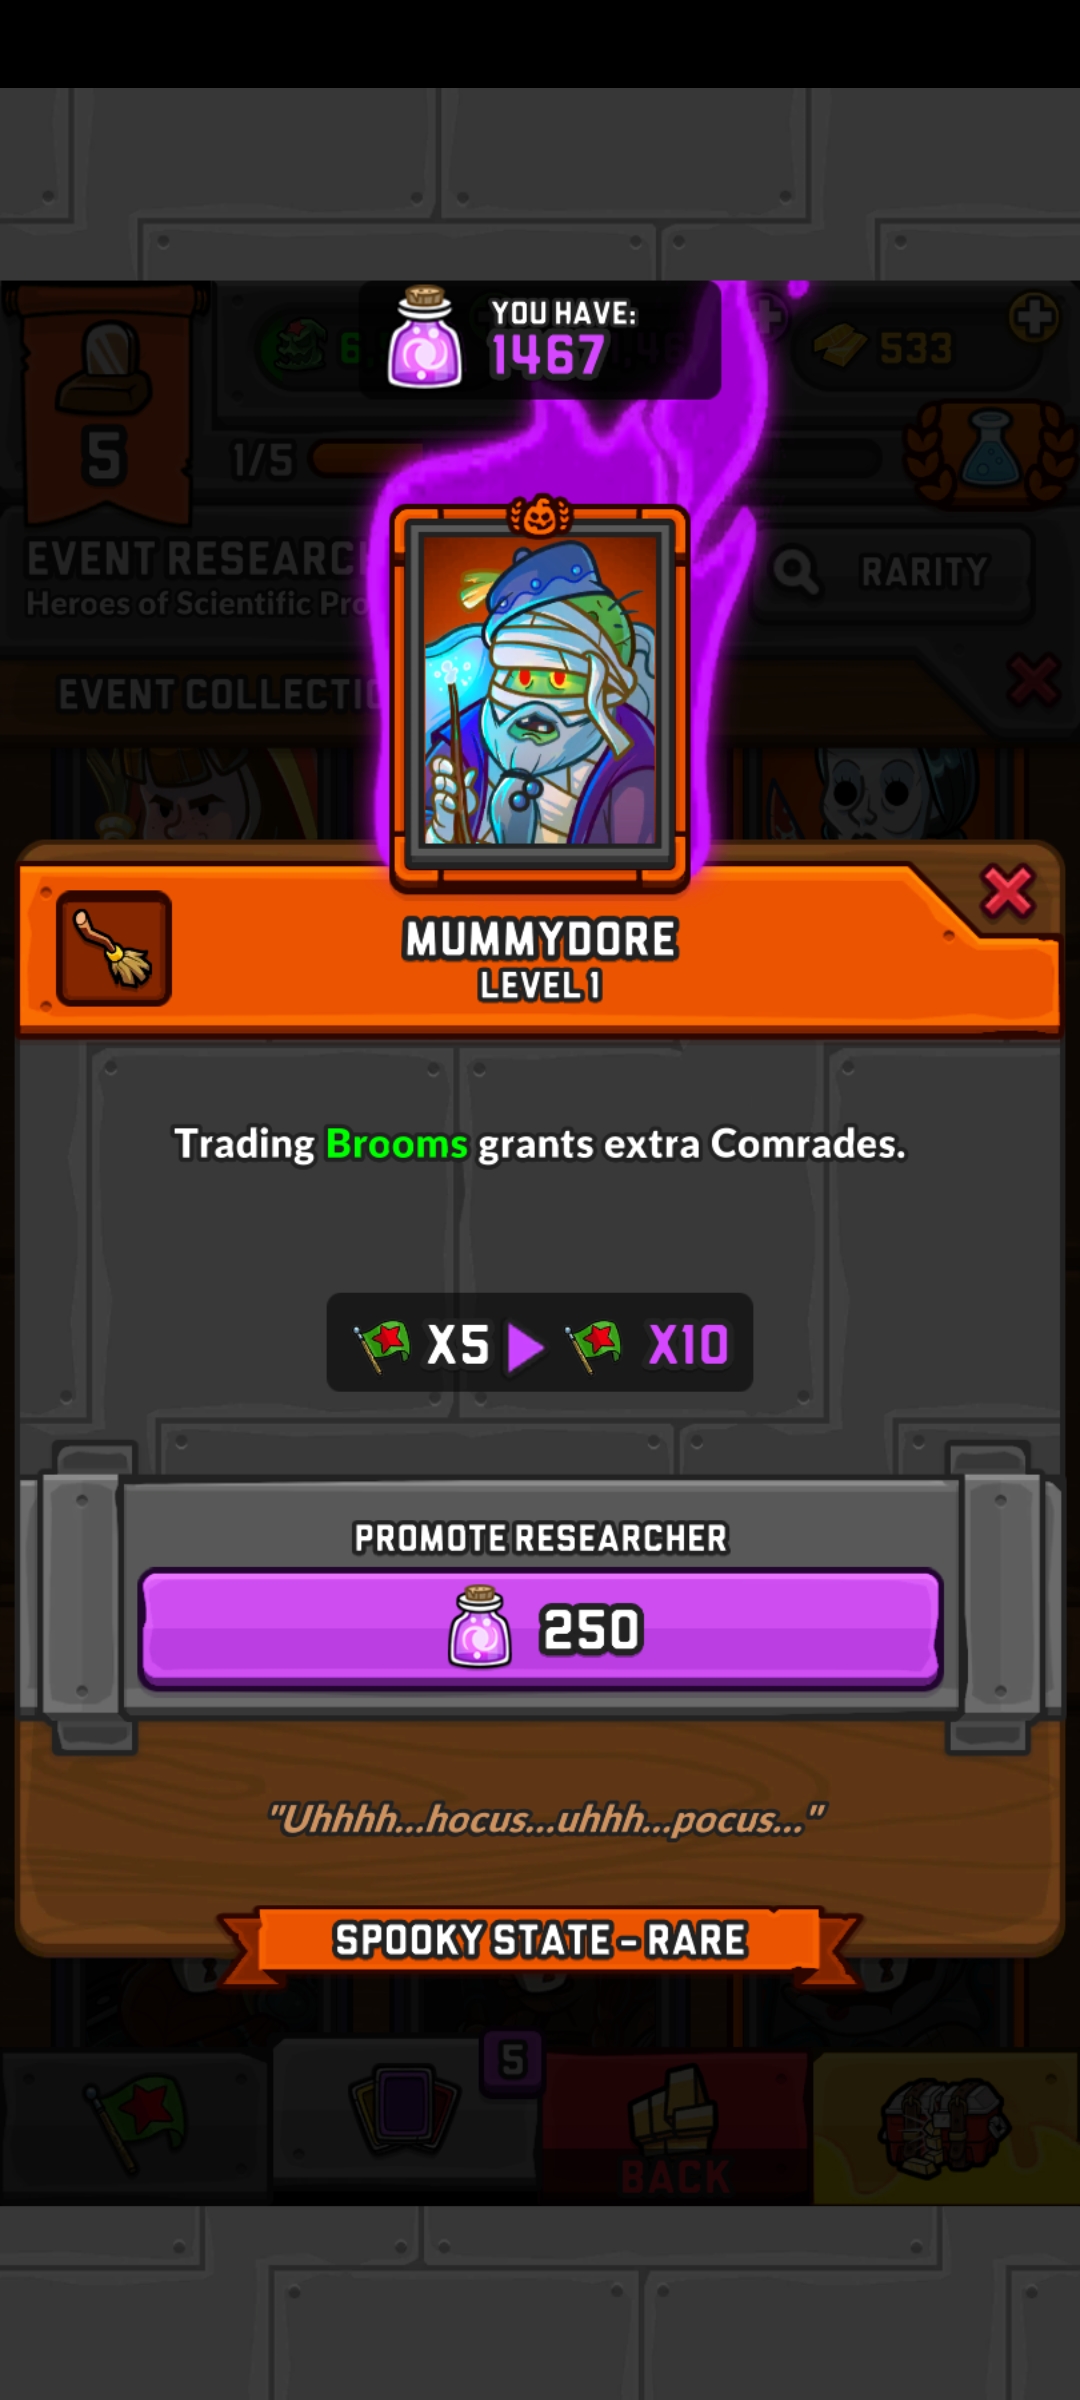 YOU HAVE:
1467
533
5
1/5
EVENT RESEARC
RARITY
Heroes of Scientific Pro
EVENT COLLECTIO
MUMMYDORE
LEVEL 1
Trading Brooms grants extra Comrades.
X5 X10
PROMOTE RESEARCHER
250
"Uhhhh...hocus...uhhh...pocus..."
SPOOKY STATE - RARE
5
BACK